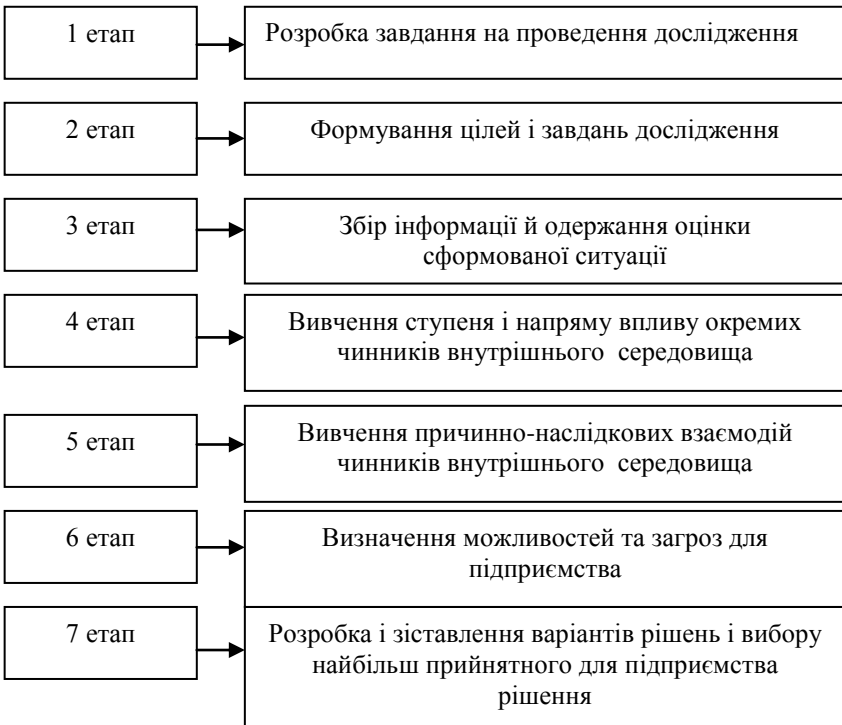 1 етап
Розробка завдання на проведення дослідження
2 етап
Формування цілей і завдань дослідження
3 етап
Збір інформації й одержання оцінки
сформованої ситуації
4 етап
Вивчення ступеня і напряму впливу окремих
чинників внутрішнього середовища
5 етап
Вивчення причинно-наслідкових взаємодій
чинників внутрішнього середовища
6 етап
Визначення можливостей та загроз для
підприємства
7 етап
Розробка і зіставлення варіантів рішень і вибору
найбільш прийнятного для підприємства
рішення